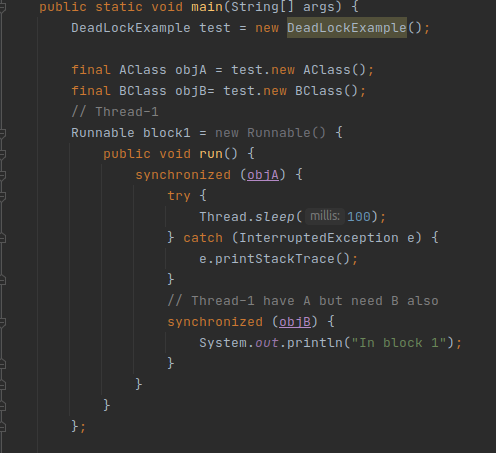 public static void main(String[] args) {
DeadLockExample test = new DeadLockExample();
final AClass objA = test.new AClass();
final BClass objB= test.new BClass();
// Thread-1
Runnable block1 = new Runnable() {
public void run() {
synchronized (objA) {
try {
Thread.sleep( millis: 100);
} catch (InterruptedException e) {
e.printStackTrace();
}
// Thread-1 have A but need B also
synchronized (objB) {
System.out.println("In block 1");
}
}
}
};